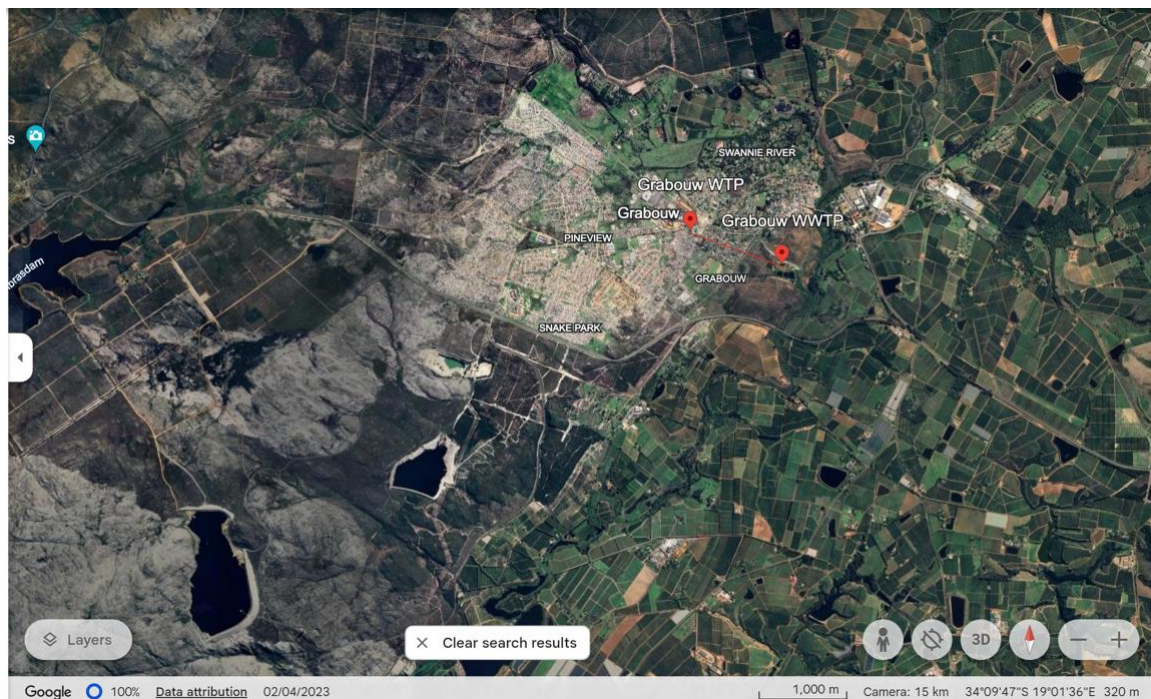 S
SWANNIE RIVER
Grabouw WTP
Grabouw
Grabouw WWTP
PINEVIEW
GRABOUW
brasdam
SNAKE PARK
Layers
Clear search results
3D
Google
100%
Data attribution
02/04/2023
1,000 m
Camera: 15 km
34°09'47"S 19°01'36"E
320 m